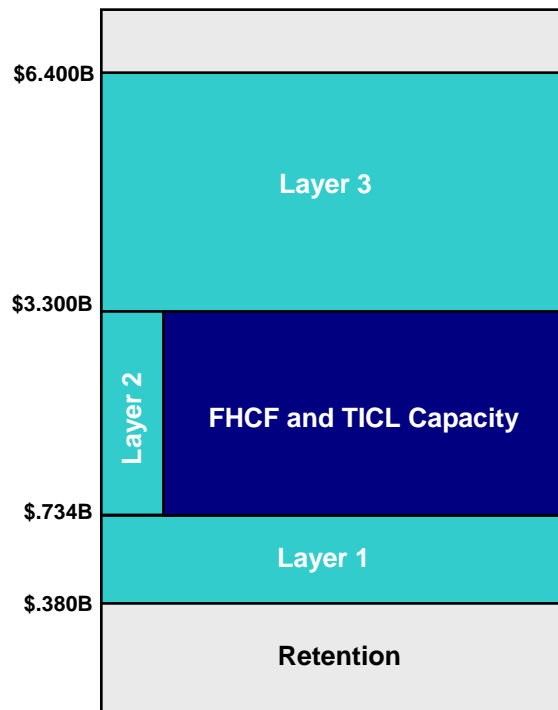 $6.400B
Layer 3
$3.300B
Layer 2
FHCF and TICL Capacity
$.734B
Layer 1
$.380B
Retention